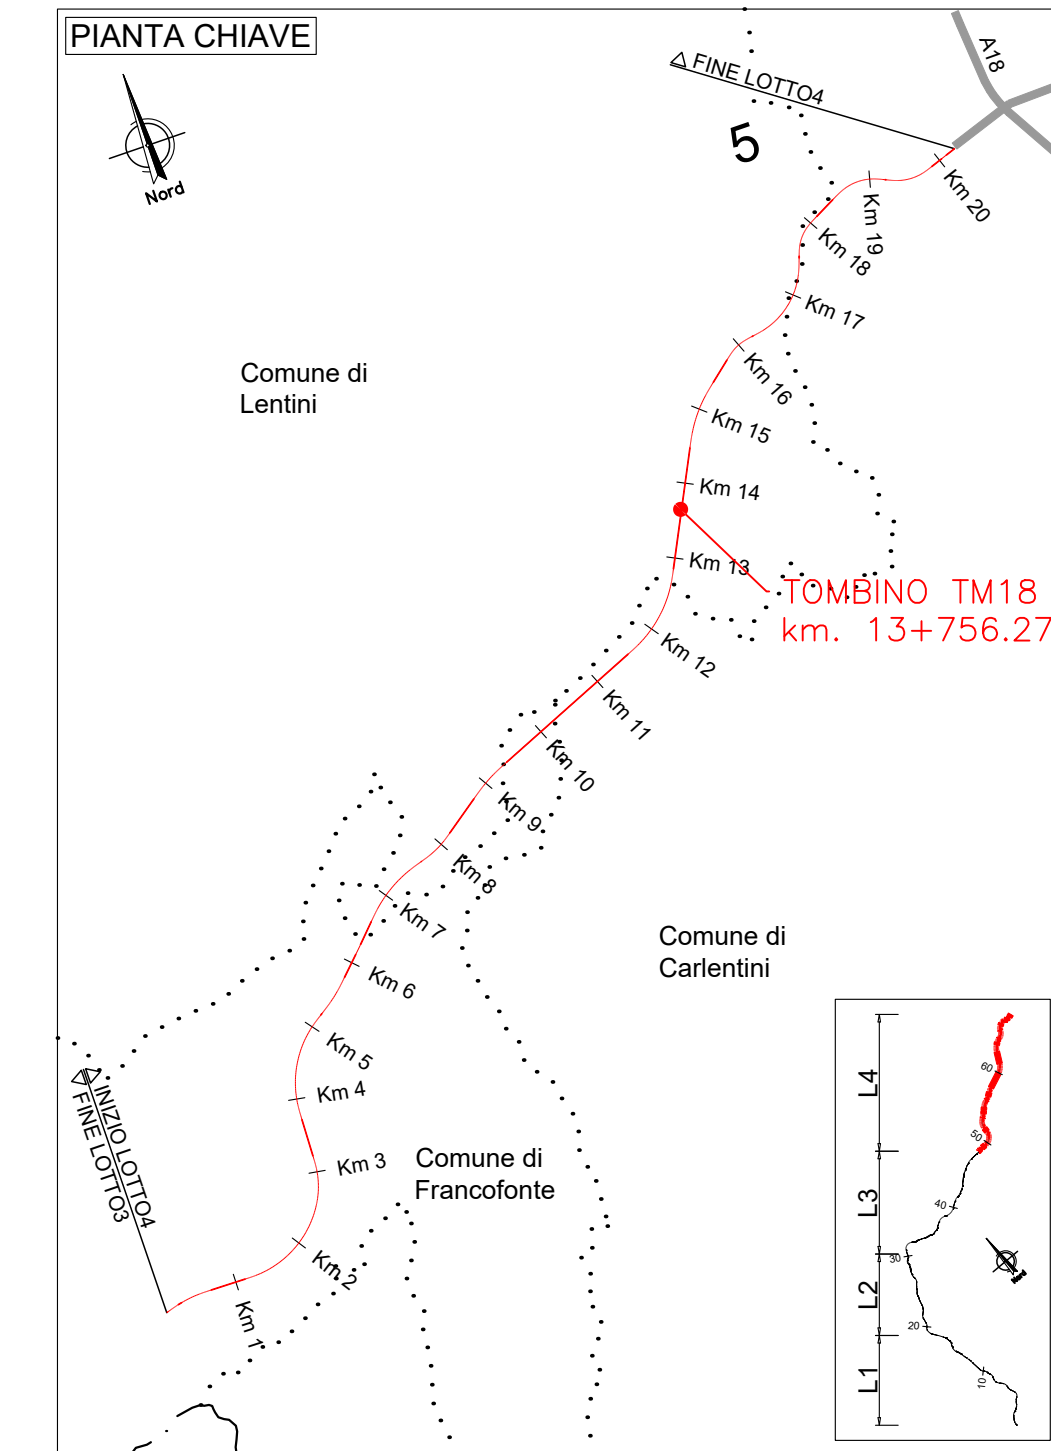 PIANTA CHIAVE
Nord
FINE LOTTO4
A18
5
Km 20
Km 19
Km 18
Km 17
Comune di
Lentini
Km 16
Km 15
Km 14
Km 13
TOMBINO TM18
km. 13+756.27
Km 12
Km 11
Km 10
Km 9
Km 8
Km 7
Comune di
Carlentini
Km 6
Km 5
Km 4
INIZIO LOTTO4
FINE LOTTO3
Km 3
Comune di
Francofonte
Km 2
Km 1
L4
60
50
L3
40
30
L2
20
L1
10